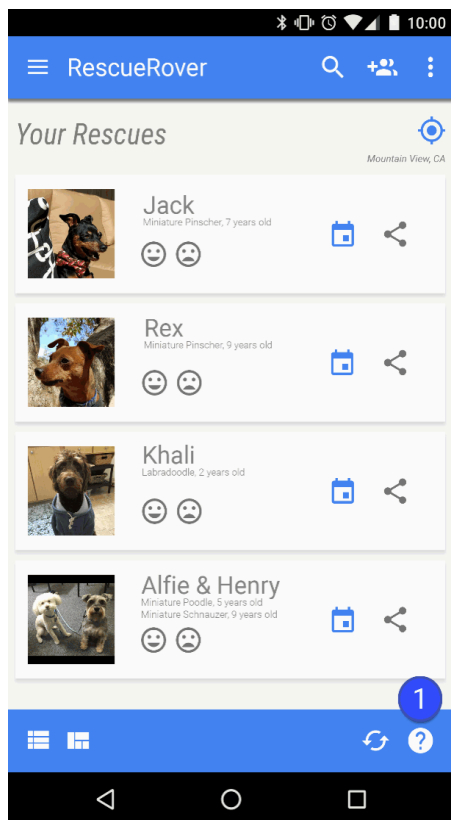 10:00
RescueRover
Your Rescues
Mountain View, CA
Jack
Miniature Pinscher, 7 years old
Rex
Miniature Pinscher, 9 years old
Khali
Labradoodle, 2 years old
Alfie & Henry
Miniature Poodle, 5 years old
Miniature Schnauzer, 9 years old
1
?